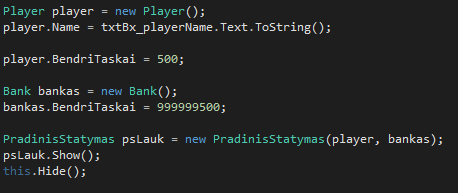 Player player = new Player();
player.Name = txtBx_playerName.Text.ToString();
player.BendriTaskai = 500;
Bank bankas = new Bank();
bankas.BendriTaskai = 999999500;
PradinisStatymas psLauk = new PradinisStatymas(player, bankas);
psLauk.Show();
this.Hide();